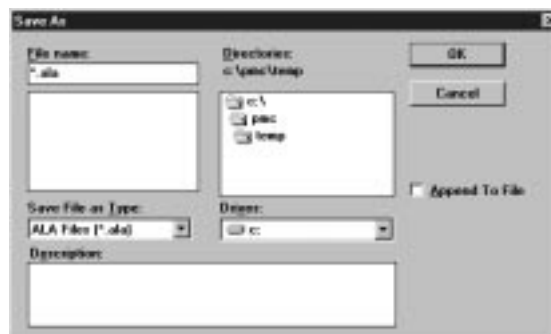 Save As
File name:
*.ala
Directories:
c:\pmc\temp
c:\
pmc
temp
OK
Cancel
Append To File
Save File as Type:
ALA Files (*.ala)
Drives:
c:
Description: